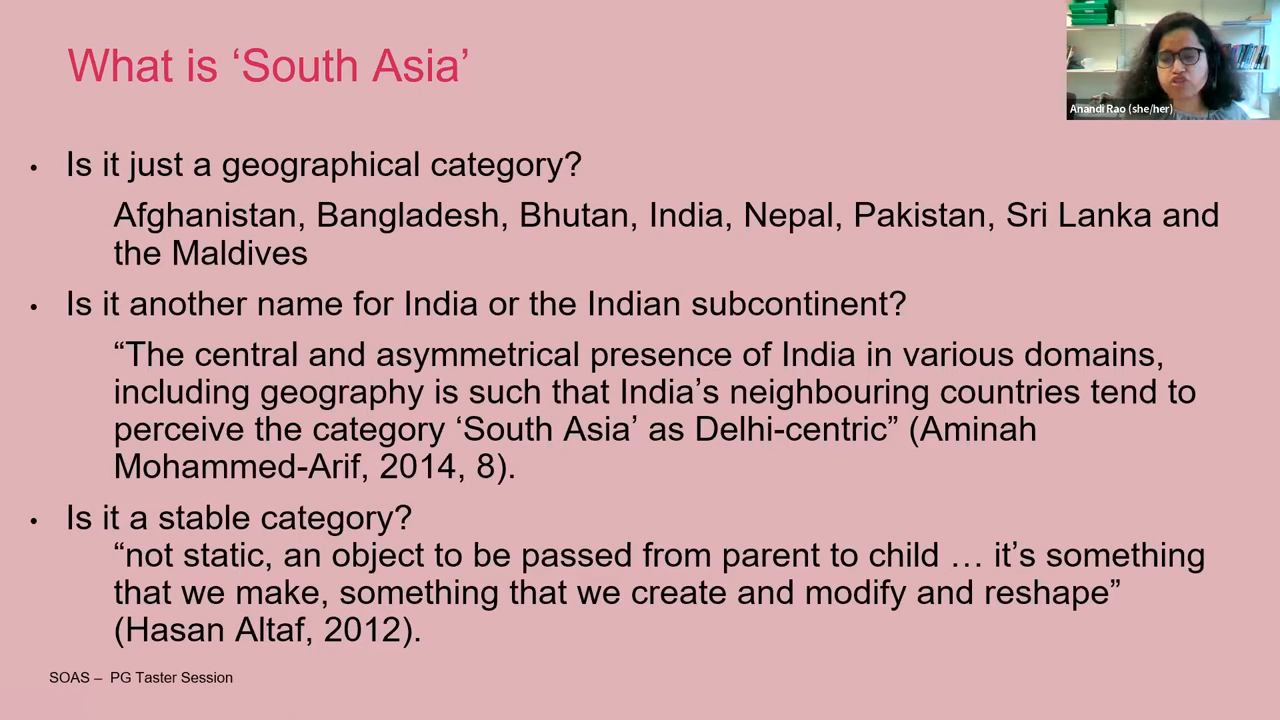 What is ‘South Asia’
Anandi Rao (she/her)
• Is it just a geographical category?
Afghanistan, Bangladesh, Bhutan, India, Nepal, Pakistan, Sri Lanka and
the Maldives
• Is it another name for India or the Indian subcontinent?
“The central and asymmetrical presence of India in various domains,
including geography is such that India’s neighbouring countries tend to
perceive the category ‘South Asia’ as Delhi-centric” (Aminah
Mohammed-Arif, 2014, 8).
• Is it a stable category?
“not static, an object to be passed from parent to child … it’s something
that we make, something that we create and modify and reshape”
(Hasan Altaf, 2012).
SOAS – PG Taster Session